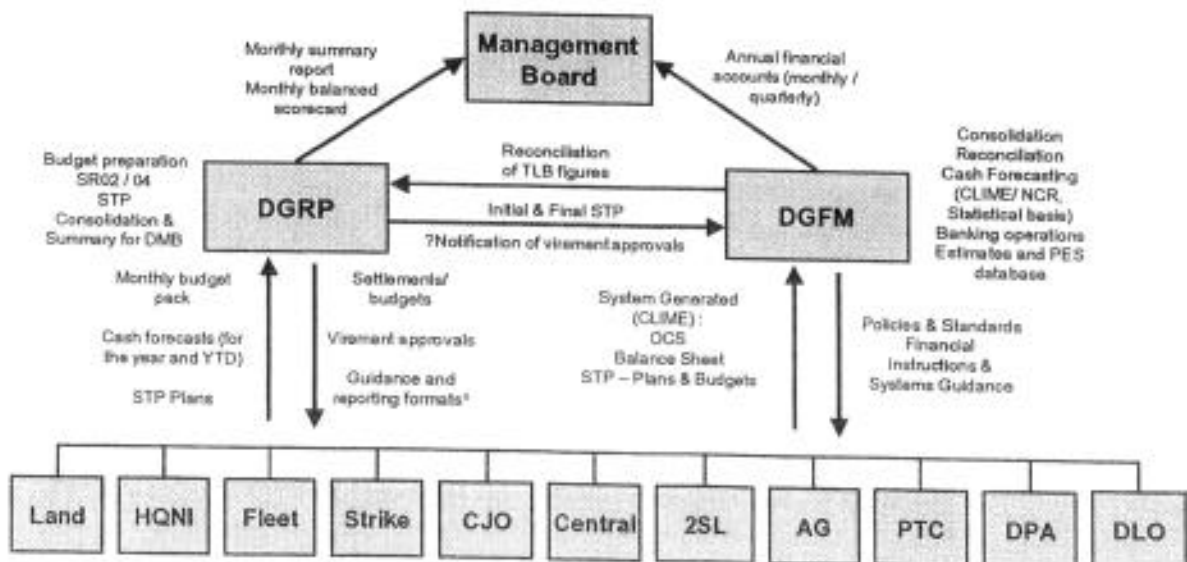 Management
Board
Monthly summary
report
Monthly balanced
scorecard
Annual financial
accounts (monthly /
quarterly)
Budget preparation
SR02 / 04
STP
Consolidation &
Summary for DMB
DGRP
Reconciliation
of TLB figures
Initial & Final STP
?Notification of virement approvals
DGFM
Consolidation
Reconciliation
Cash Forecasting
(CLIME/ NCR,
Statistical basis)
Banking operations
Estimates and PES
database
Monthly budget
pack
Cash forecasts (for
the year and YTD)
STP Plans
Settlements/
budgets
Virement approvals
Guidance and
reporting formats*
System Generated
(CLIME) :
OCS
Balance Sheet
STP – Plans & Budgets
Policies & Standards
Financial
Instructions &
Systems Guidance
Land
HQNI
Fleet
Strike
CJO
Central
2SL
AG
PTC
DPA
DLO